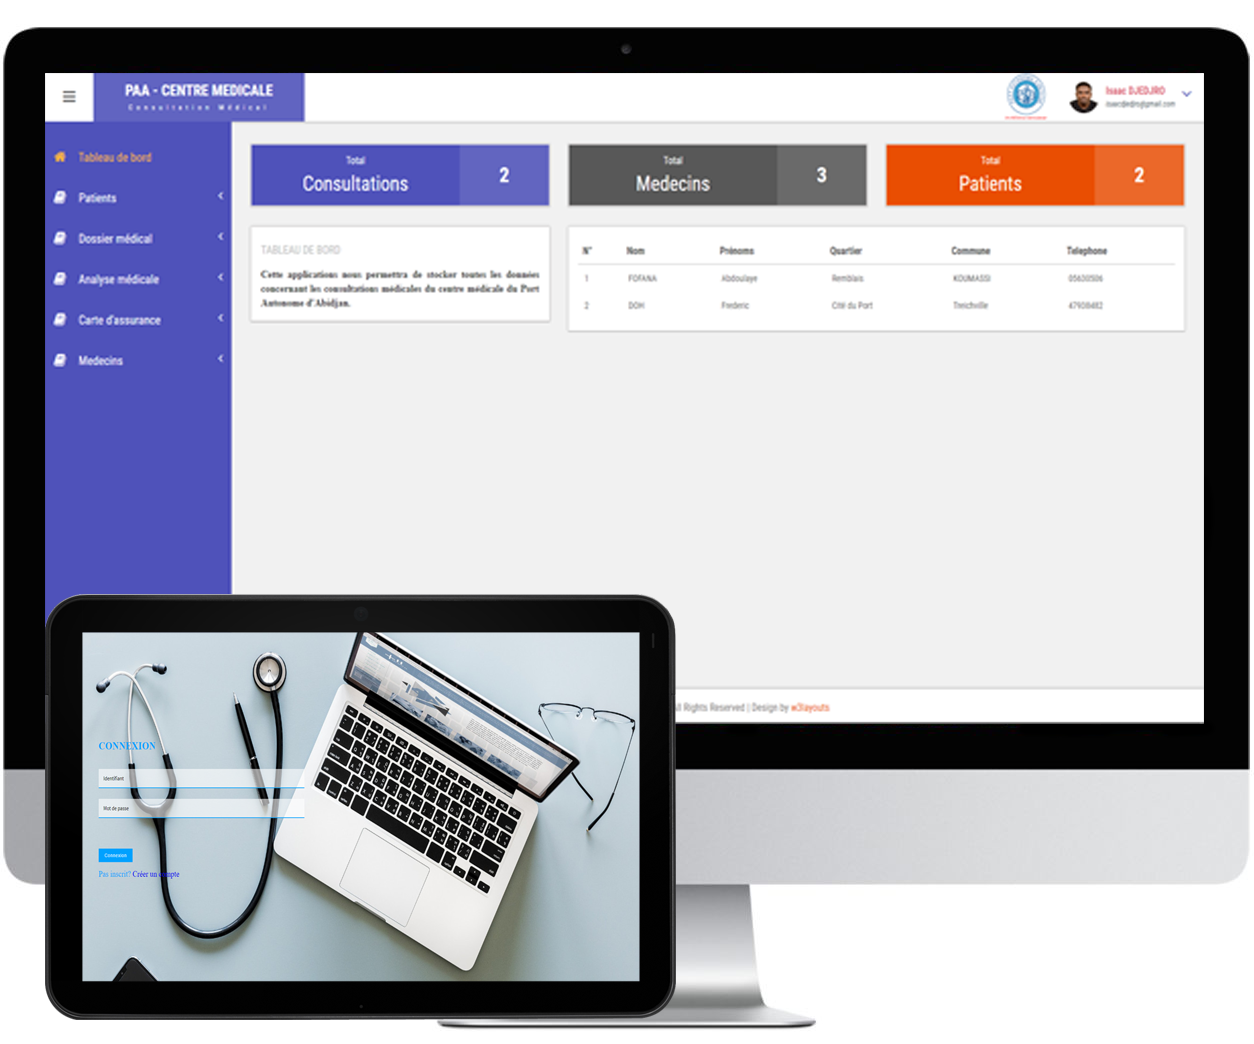 PAA - CENTRE MEDICALE
Consultation Médical
Isaac DJEDJRO
Tableau de bord
Patients
Dossier médical
Analyse médicale
Carte d'assurance
Medecins
Total
Consultations
2
Total
Medecins
3
Total
Patients
2
TABLEAU DE BORD
Cette applications nous permettra de stocker toutes les données
concernant les consultations médicales du centre médicale du Port
Autonome d'Abidjan.
N° Nom Prénoms Quartier Commune Telephone
1 FOFANA Abdoulaye Remblais KOUMASSI 05630506
2 DOH Frederic Cité du Port Treichville 47938482
Rights Reserved | Design by w3layouts
CONNEXION
Identifiant
Mot de passe
Connexion
Pas inscrit? Créer un compte